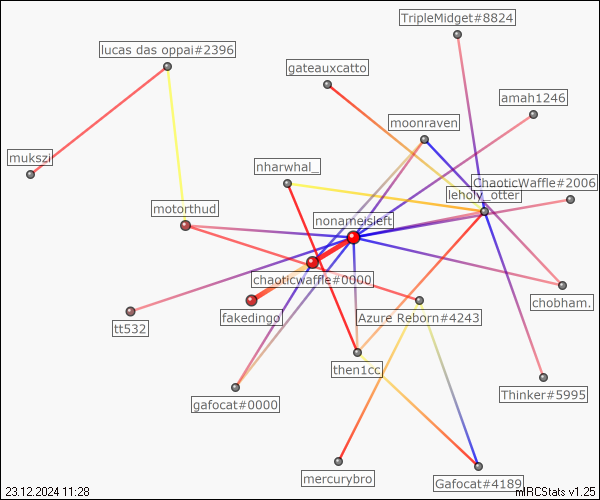 TripleMidget#8824
lucas das oppai#2396
gateauxcatto
amah1246
moonraven
mukszi
nharwhal_
ChaoticWaffle#2006
leholy_otter
motorthud
nonameisleft
chaoticwaffle#0000
chobham.
fakedingo
Azure Reborn#4243
tt532
then1cc
Thinker#5995
gafocat#0000
mercurybro
Gafocat#4189
23.12.2024 11:28
mIRCStats v1.25